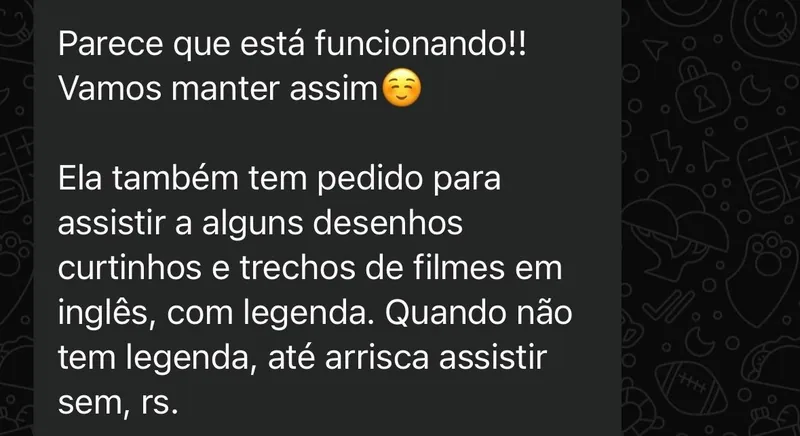 Parece que está funcionando!!
Vamos manter assim☺️
Ela também tem pedido para
assistir a alguns desenhos
curtinhos e trechos de filmes em
inglês, com legenda. Quando não
tem legenda, até arrisca assistir
sem, rs.